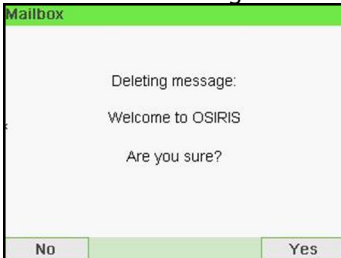 Mailbox
Deleting message:
Welcome to OSIRIS
Are you sure?
No Yes